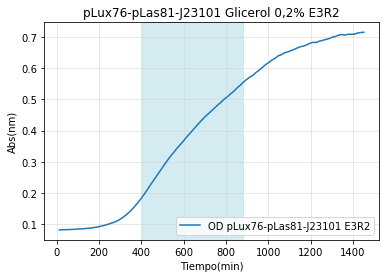 pLux76-pLas81-J23101 Glicerol 0,2% E3R2
0.7
0.6
0.5
0.4
0.3
0.2
0.1
Abs(nm)
OD pLux76-pLas81-J23101 E3R2
0 200 400 600 800 1000 1200 1400
Tiempo(min)